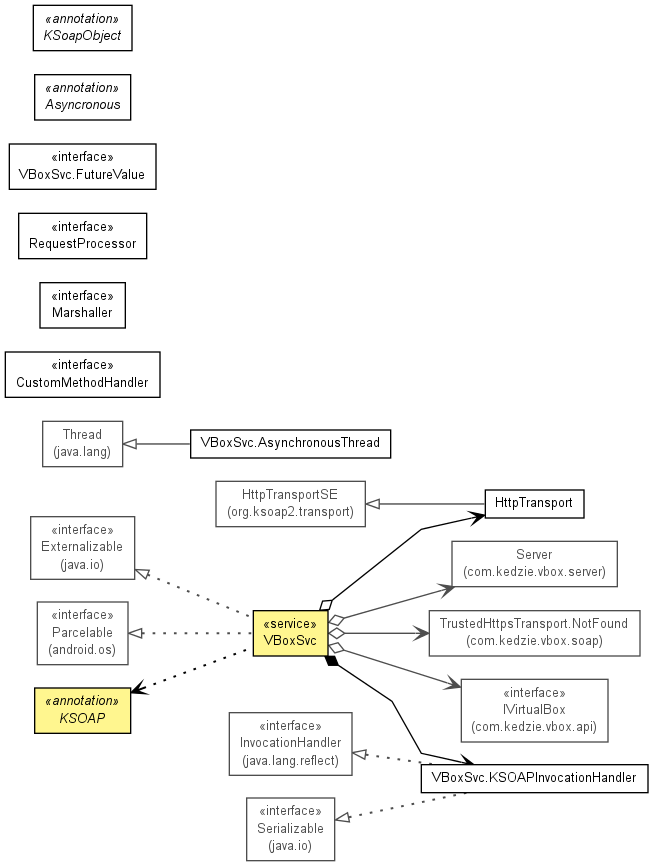 «annotation»
KSoapObject
«annotation»
Asyncronous
«interface»
VBoxSvc.FutureValue
«interface»
RequestProcessor
«interface»
Marshaller
«interface»
CustomMethodHandler
Thread
(java.lang)
VBoxSvc.AsynchronousThread
HttpTransportSE
(org.ksoap2.transport)
HttpTransport
«interface»
Externalizable
(java.io)
Server
(com.kedzie.vbox.server)
«interface»
Parcelable
(android.os)
«service»
VBoxSvc
TrustedHttpsTransport.NotFound
(com.kedzie.vbox.soap)
«annotation»
KSOAP
«interface»
IVirtualBox
(com.kedzie.vbox.api)
«interface»
InvocationHandler
(java.lang.reflect)
VBoxSvc.KSOAPInvocationHandler
«interface»
Serializable
(java.io)